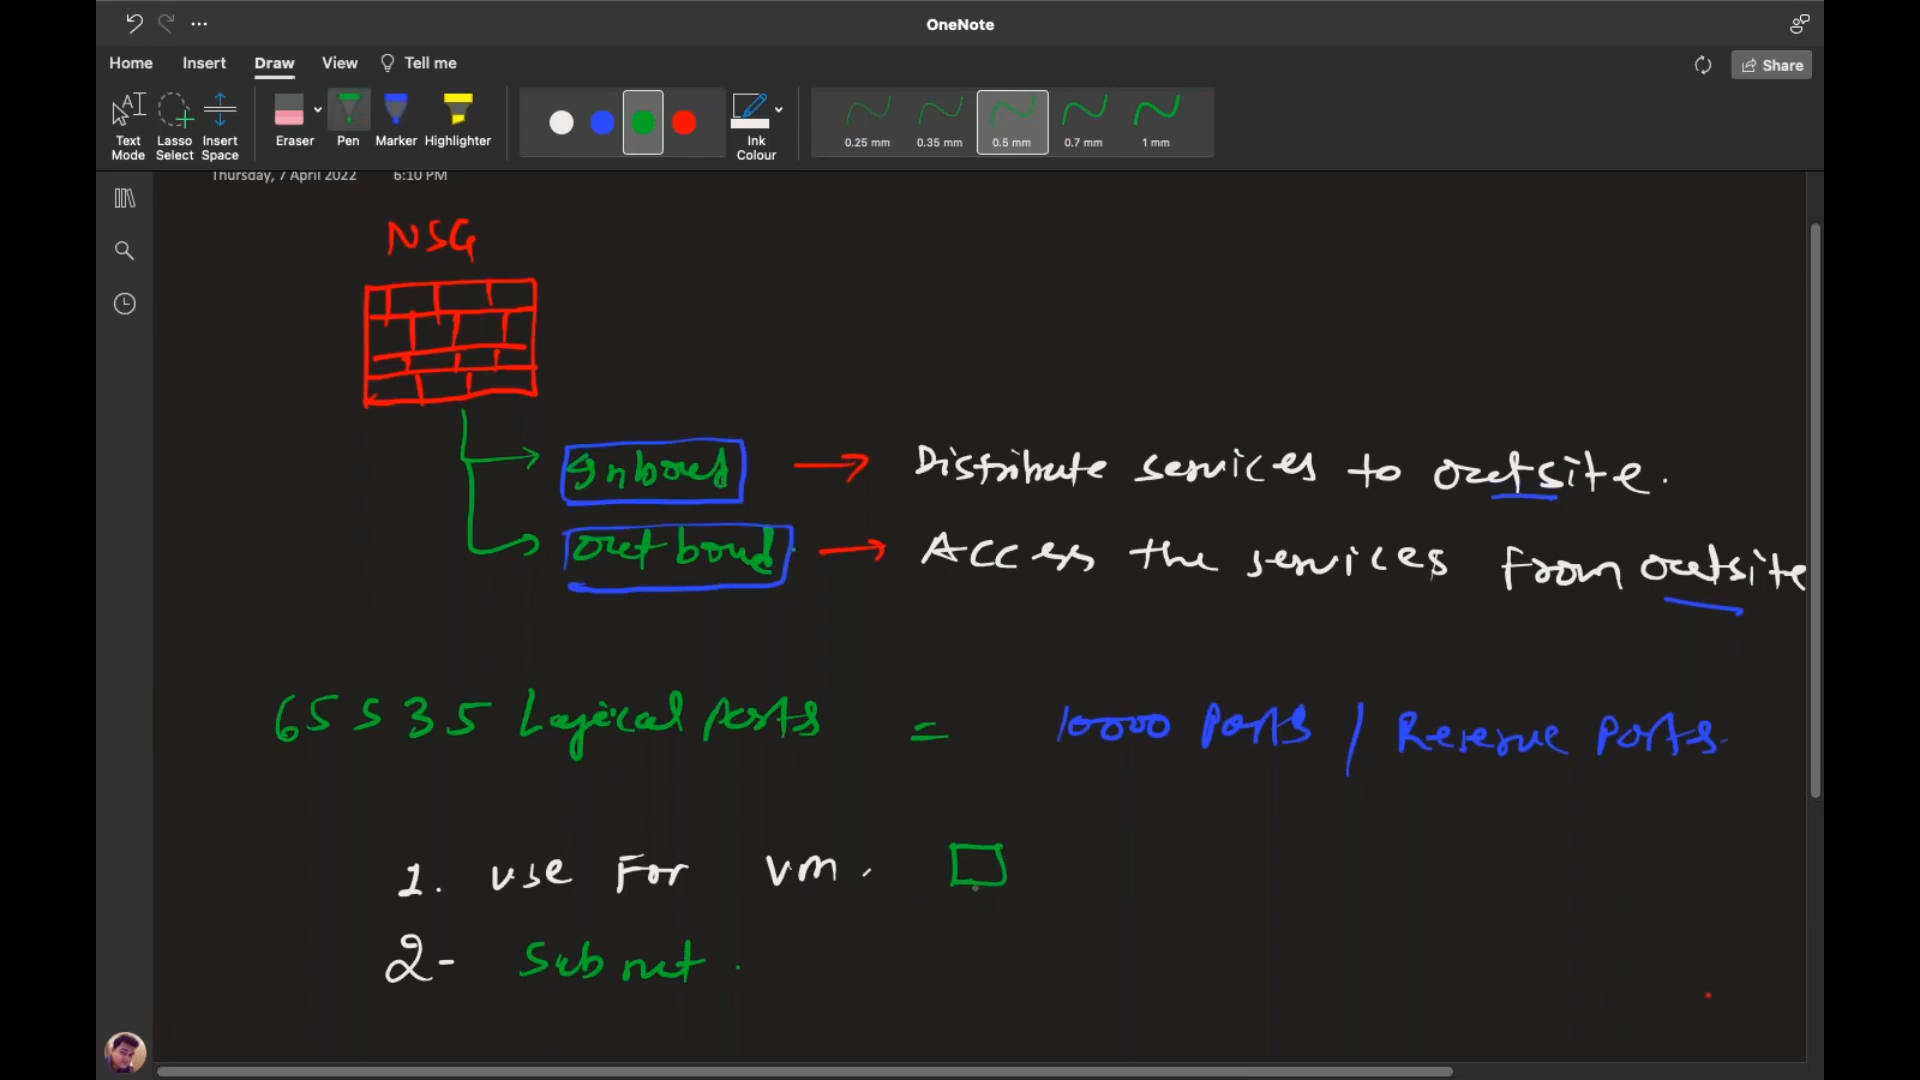 OneNote
Home Insert Draw View Tell me
Share
Text Mode Lasso Select Insert Space Eraser Pen Marker Highlighter Ink Colour 0.25 mm 0.35 mm 0.5 mm 0.7 mm 1 mm
Thursday, 7 April 2022 6:10 PM
NSG
Inboud → Distribute services to outsite.
outboud → Access the services from outsite
65535 Logical ports = 10000 Ports / Reserve Ports.
1. Use For VM.
2- Subnet.